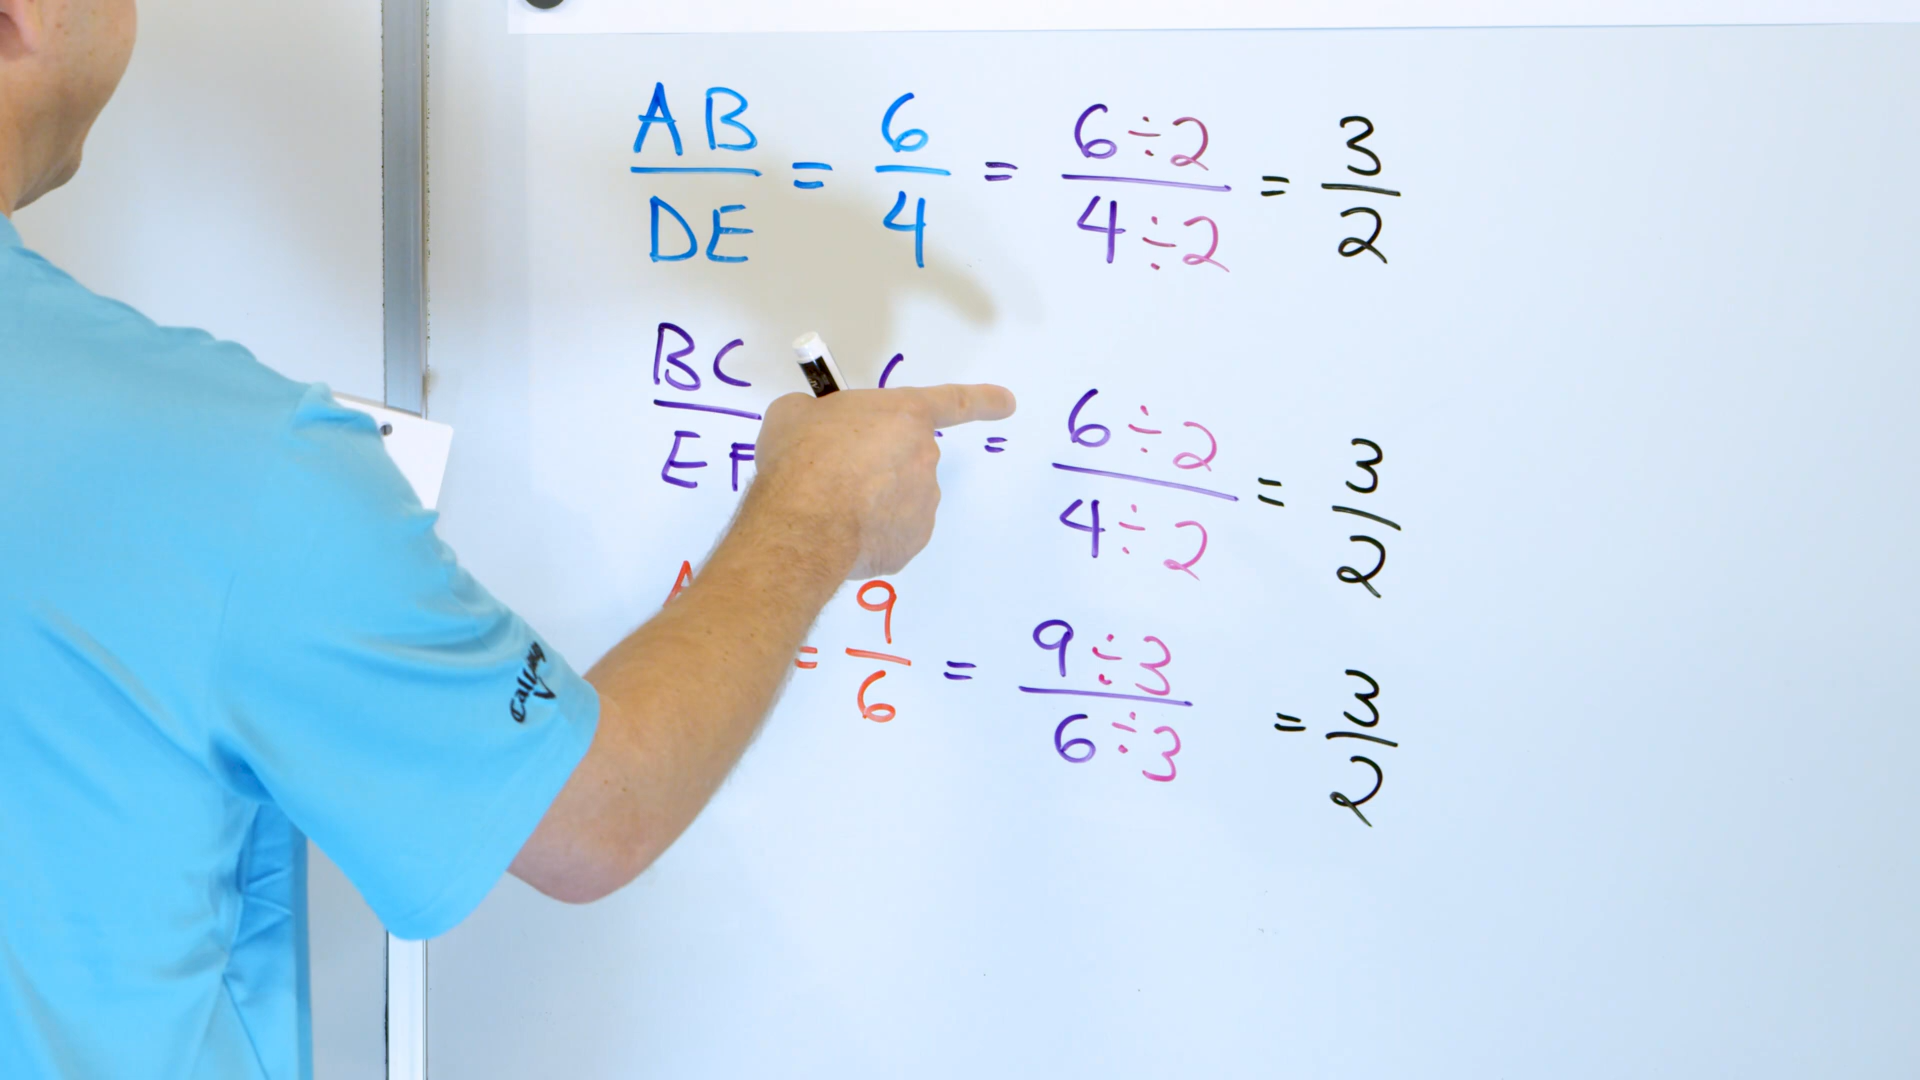 AB/DE = 6/4 = 6÷2/4÷2 = 3/2
BC/EF = 6÷2/4÷2 = 3/2
A = 9/6 = 9÷3/6÷3 = 3/2
Callaway